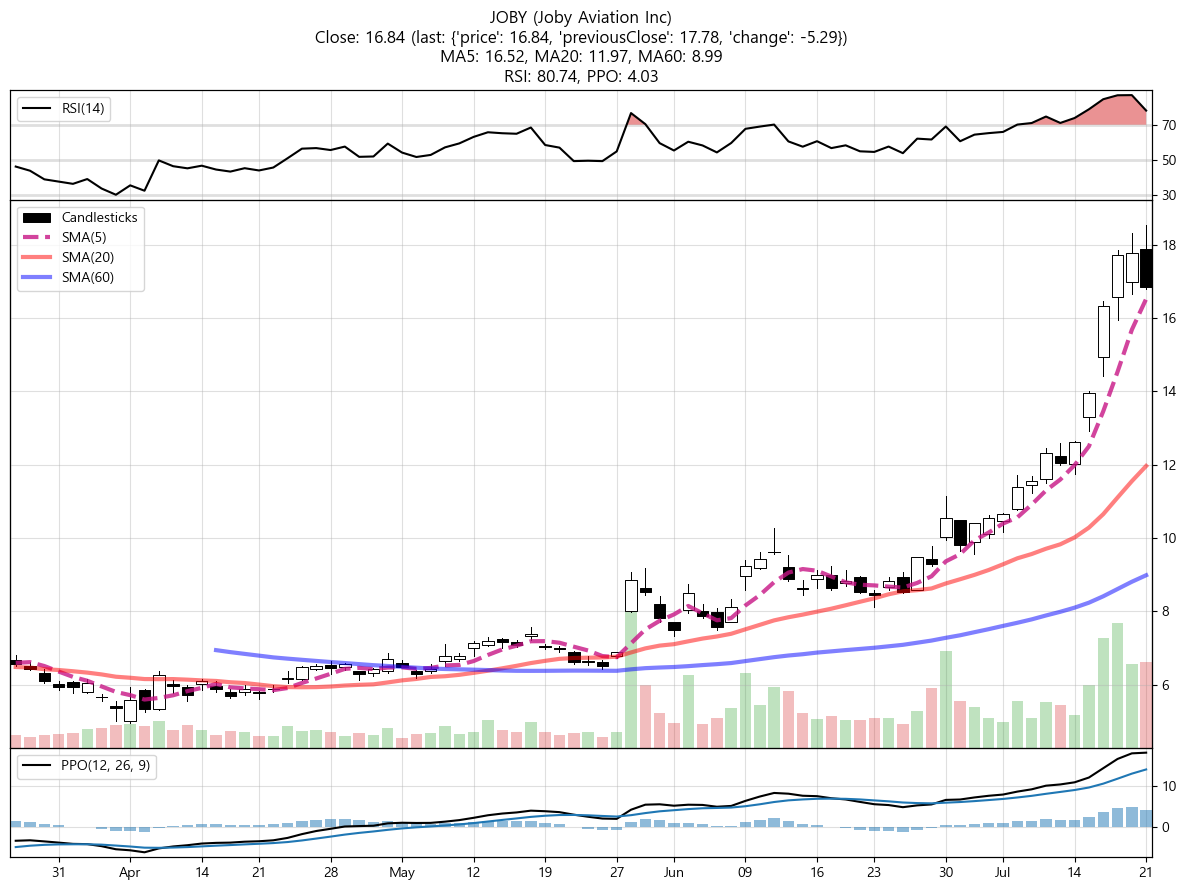 JOBY (Joby Aviation Inc)
Close: 16.84 (last: {'price': 16.84, 'previousClose': 17.78, 'change': -5.29})
MA5: 16.52, MA20: 11.97, MA60: 8.99
RSI: 80.74, PPO: 4.03
RSI(14)
70
50
30
Candlesticks
SMA(5)
SMA(20)
SMA(60)
18
16
14
12
10
8
6
PPO(12, 26, 9)
10
0
31 Apr 14 21 28 May 12 19 27 Jun 09 16 23 30 Jul 14 21